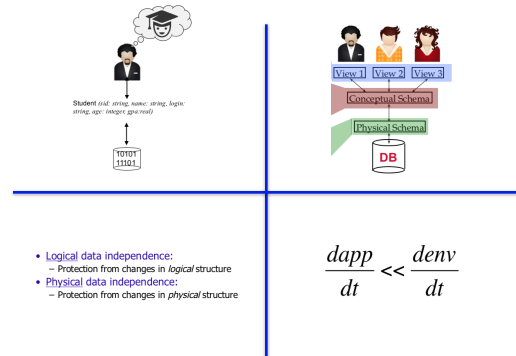 Student (sid: string, name: string, login:
string, age: integer, gpa:real)
10101
11101
View 1 View 2 View 3
Conceptual Schema
Physical Schema
DB
• Logical data independence:
– Protection from changes in logical structure
• Physical data independence:
– Protection from changes in physical structure
dapp/dt << denv/dt